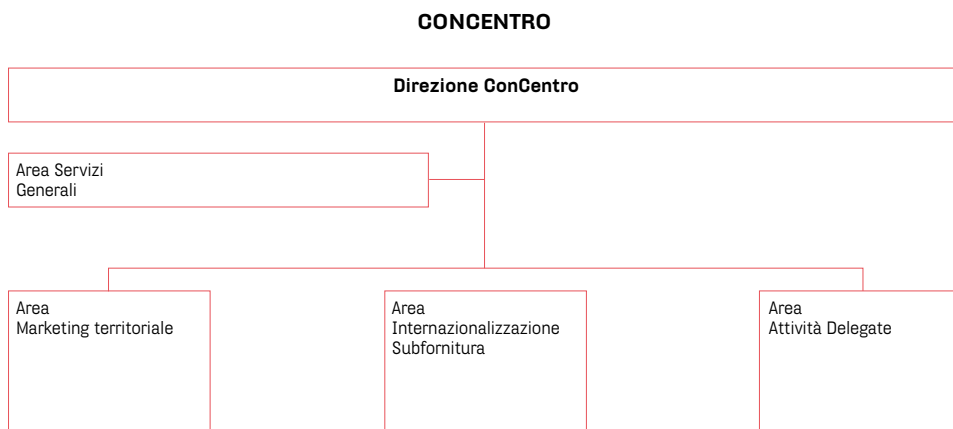 CONCENTRO
Direzione ConCentro
Area Servizi
Generali
Area
Marketing territoriale
Area
Internazionalizzazione
Subfornitura
Area
Attività Delegate